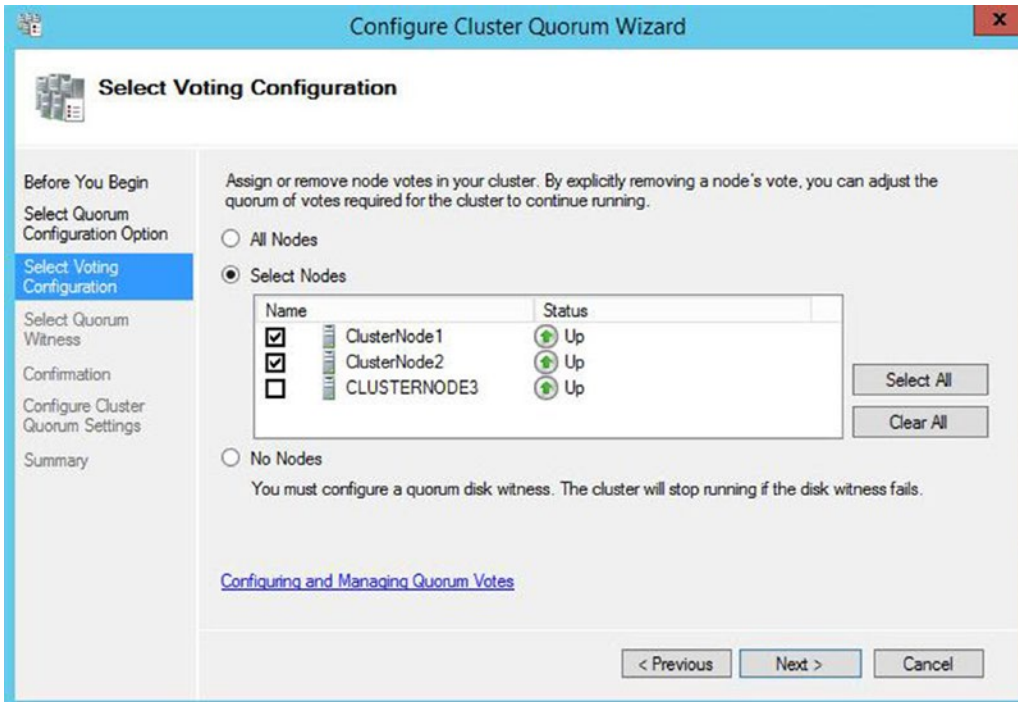 Configure Cluster Quorum Wizard
x
Select Voting Configuration
Before You Begin
Select Quorum
Configuration Option
Select Voting
Configuration
Select Quorum
Witness
Confirmation
Configure Cluster
Quorum Settings
Summary
Assign or remove node votes in your cluster. By explicitly removing a node's vote, you can adjust the
quorum of votes required for the cluster to continue running.
All Nodes
Select Nodes
Name Status
ClusterNode1 Up
ClusterNode2 Up
CLUSTERNODE3 Up
Select All
Clear All
No Nodes
You must configure a quorum disk witness. The cluster will stop running if the disk witness fails.
Configuring and Managing Quorum Votes
< Previous Next > Cancel